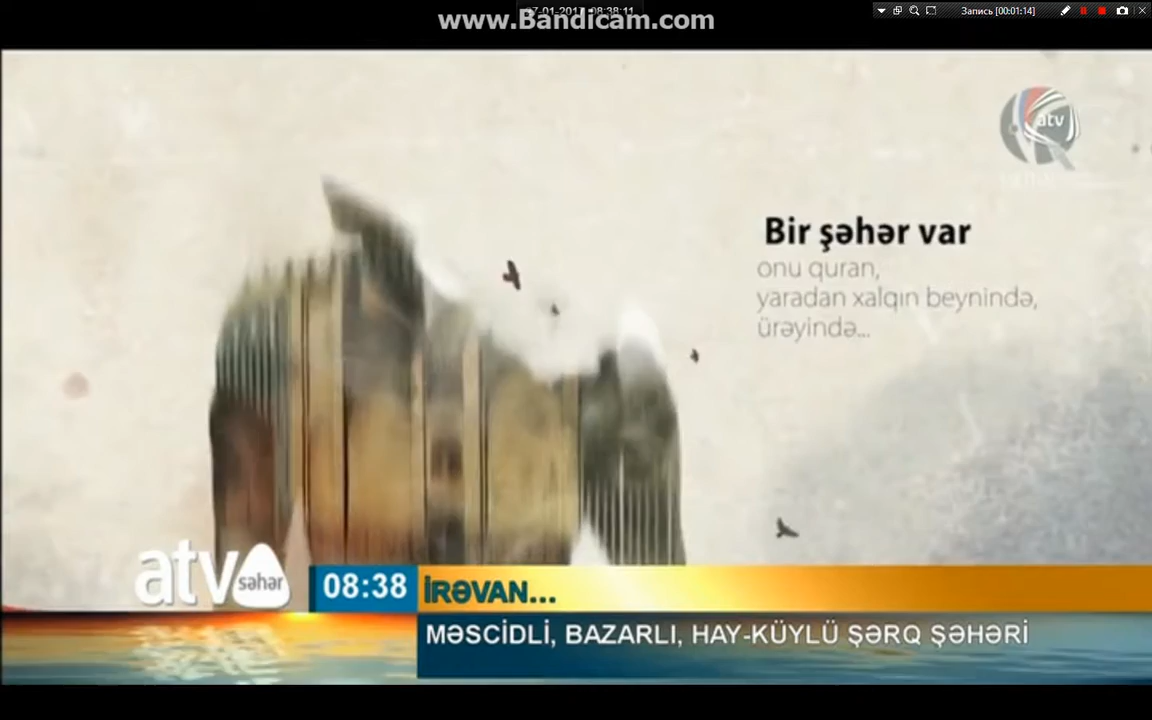 www.Bandicam.com
Запись [00:01:14]
atv
Bir şəhər var
onu quran,
yaradan xalqın beynində,
ürəyində...
atv
səhər
08:38
İRƏVAN...
MƏSCİDLİ, BAZARLI, HAY-KÜYLÜ ŞƏRQ ŞƏHƏRİ